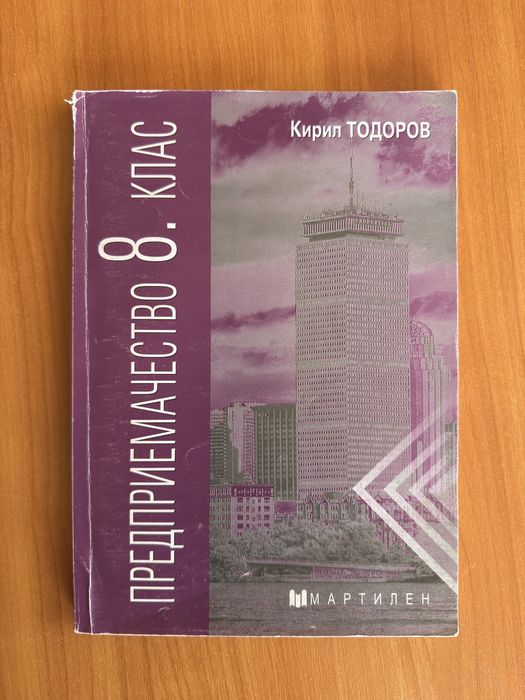 Кирил ТОДОРОВ
ПРЕДПРИЕМАЧЕСТВО 8. КЛАС
МАРТИЛЕН